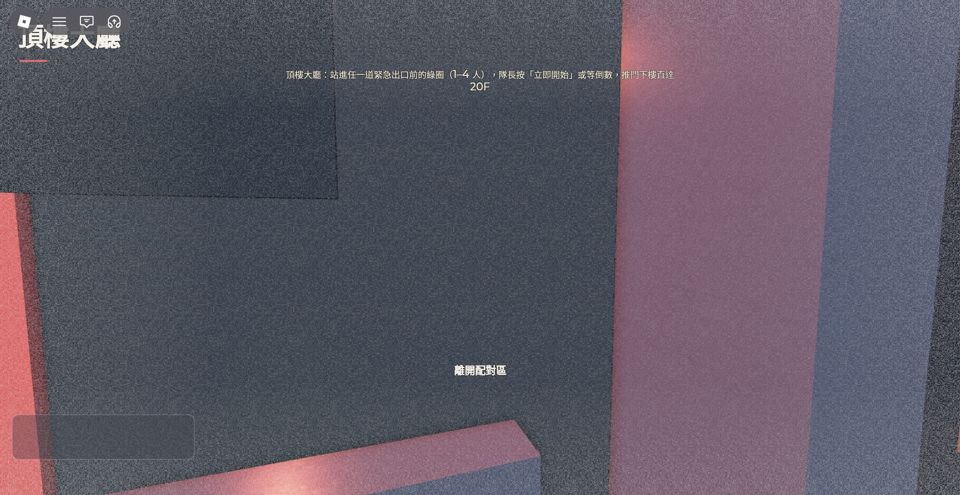 頂樓大廳
頂樓大廳：站進任一道緊急出口前的綠圈（1–4 人），隊長按「立即開始」或等倒數，推門下樓直達
20F
離開配對區